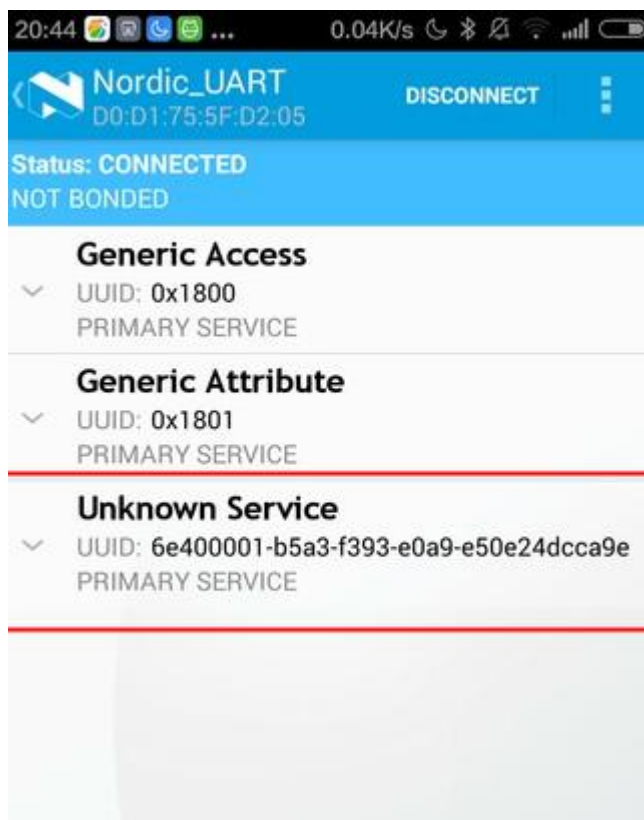 20:44 ... 0.04K/s
Nordic_UART DISCONNECT
D0:D1:75:5F:D2:05
Status: CONNECTED
NOT BONDED
Generic Access
UUID: 0x1800
PRIMARY SERVICE
Generic Attribute
UUID: 0x1801
PRIMARY SERVICE
Unknown Service
UUID: 6e400001-b5a3-f393-e0a9-e50e24dcca9e
PRIMARY SERVICE